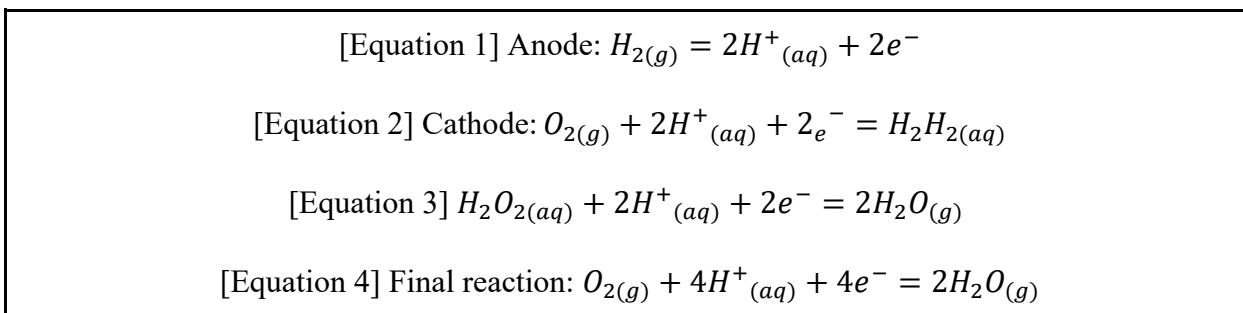 [Equation 1] Anode: H₂₍g₎ = 2H⁺₍aq₎ + 2e⁻
[Equation 2] Cathode: O₂₍g₎ + 2H⁺₍aq₎ + 2ₑ⁻ = H₂H₂₍aq₎
[Equation 3] H₂O₂₍aq₎ + 2H⁺₍aq₎ + 2e⁻ = 2H₂O₍g₎
[Equation 4] Final reaction: O₂₍g₎ + 4H⁺₍aq₎ + 4e⁻ = 2H₂O₍g₎